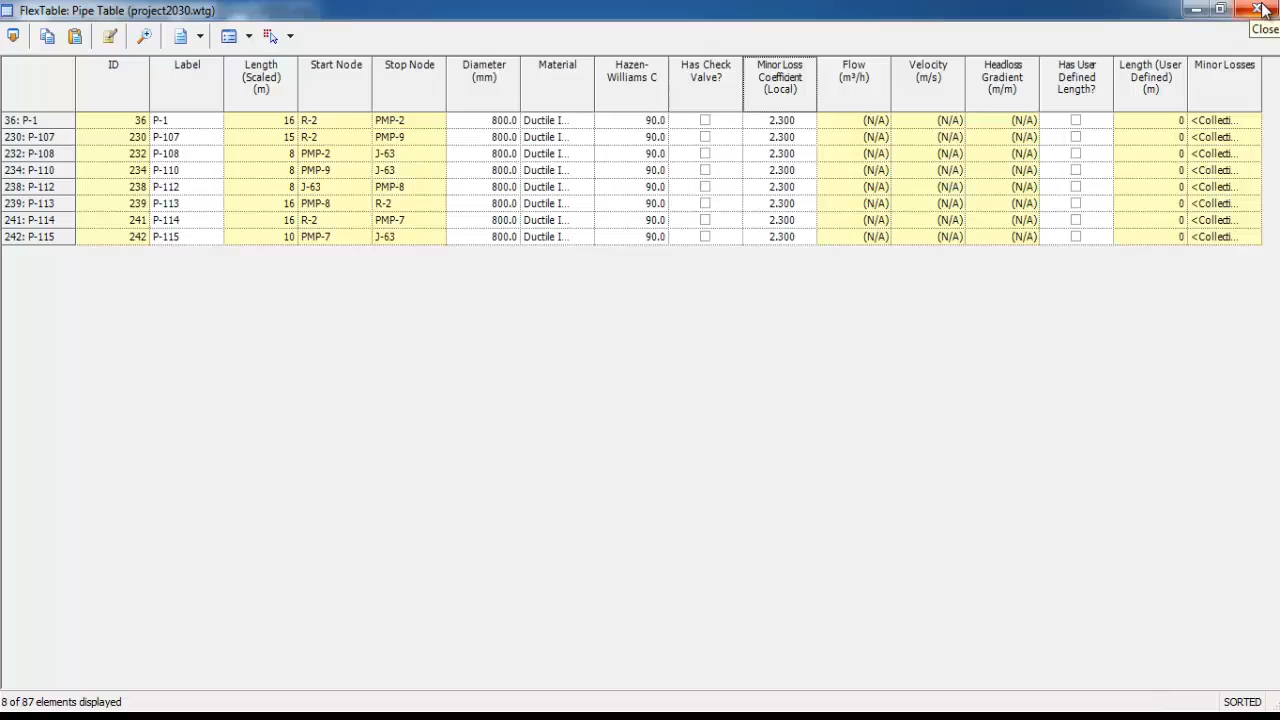 FlexTable: Pipe Table (project2030.wtg)
Close
ID Label Length (Scaled) (m) Start Node Stop Node Diameter (mm) Material Hazen-Williams C Has Check Valve? Minor Loss Coefficient (Local) Flow (m³/h) Velocity (m/s) Headloss Gradient (m/m) Has User Defined Length? Length (User Defined) (m) Minor Losses
36: P-1 36 P-1 16 R-2 PMP-2 800.0 Ductile I... 90.0 2.300 (N/A) (N/A) (N/A) 0 <Collecti...
230: P-107 230 P-107 15 R-2 PMP-9 800.0 Ductile I... 90.0 2.300 (N/A) (N/A) (N/A) 0 <Collecti...
232: P-108 232 P-108 8 PMP-2 J-63 800.0 Ductile I... 90.0 2.300 (N/A) (N/A) (N/A) 0 <Collecti...
234: P-110 234 P-110 8 PMP-9 J-63 800.0 Ductile I... 90.0 2.300 (N/A) (N/A) (N/A) 0 <Collecti...
238: P-112 238 P-112 8 J-63 PMP-8 800.0 Ductile I... 90.0 2.300 (N/A) (N/A) (N/A) 0 <Collecti...
239: P-113 239 P-113 16 PMP-8 R-2 800.0 Ductile I... 90.0 2.300 (N/A) (N/A) (N/A) 0 <Collecti...
241: P-114 241 P-114 16 R-2 PMP-7 800.0 Ductile I... 90.0 2.300 (N/A) (N/A) (N/A) 0 <Collecti...
242: P-115 242 P-115 10 PMP-7 J-63 800.0 Ductile I... 90.0 2.300 (N/A) (N/A) (N/A) 0 <Collecti...
8 of 87 elements displayed SORTED